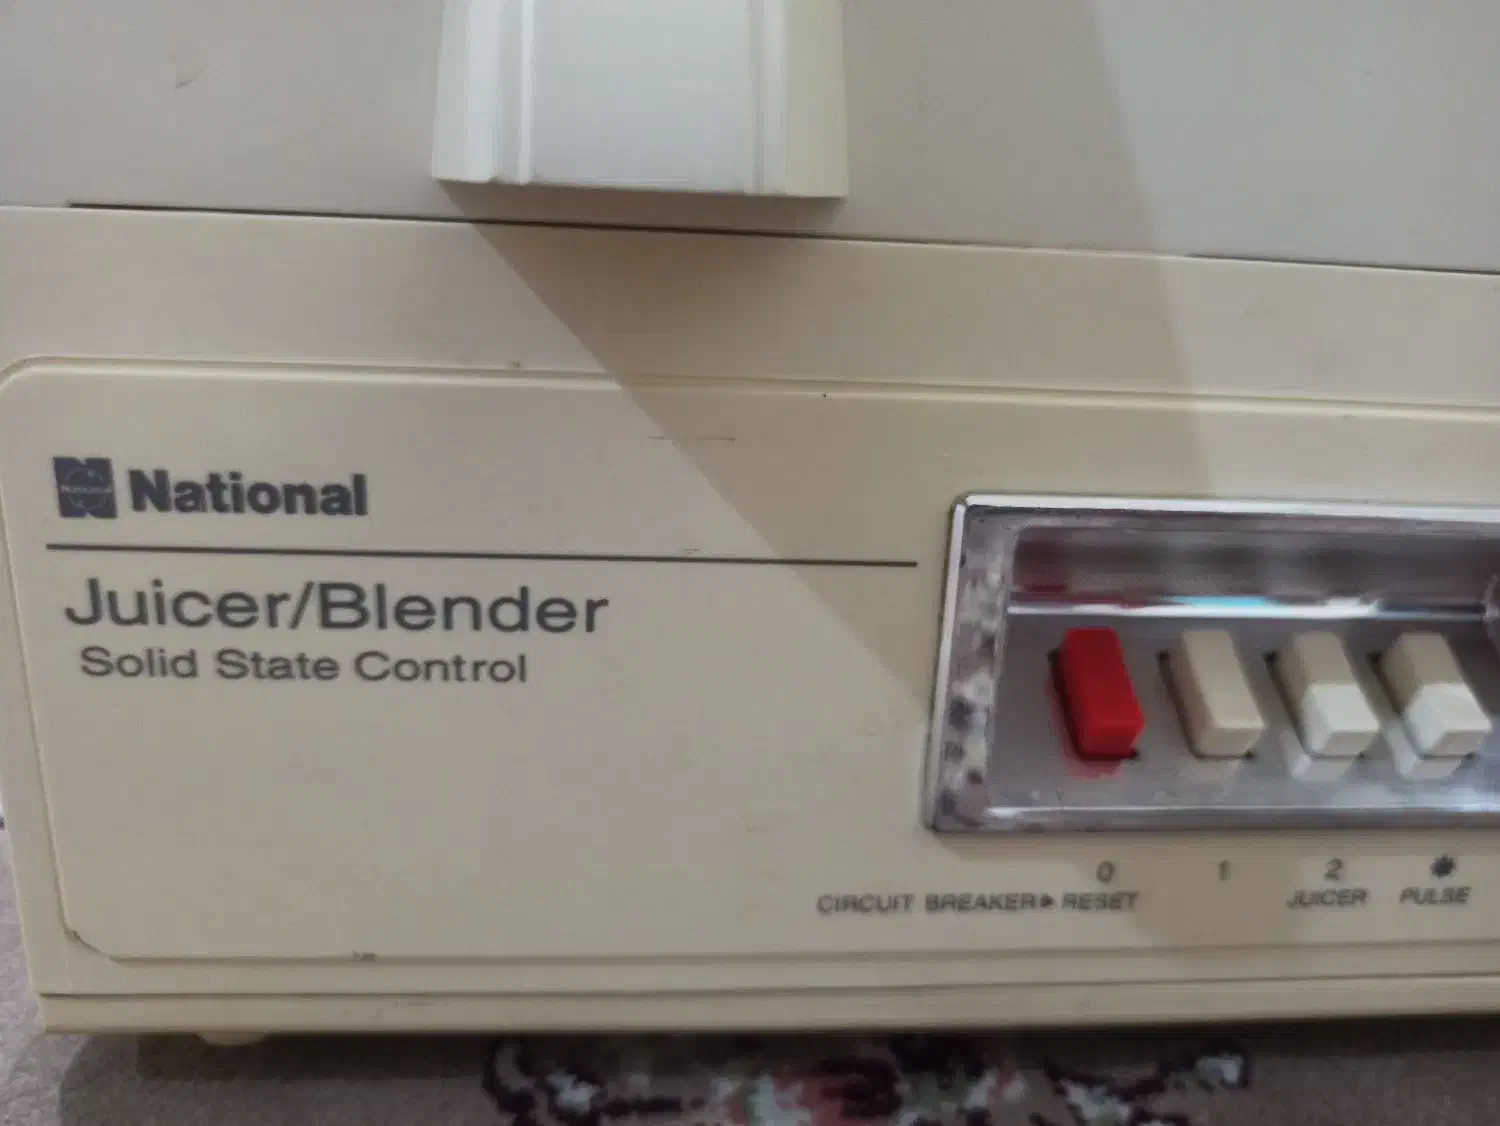 National
Juicer/Blender
Solid State Control
0 1 2 ✱
CIRCUIT BREAKER▶RESET JUICER PULSE